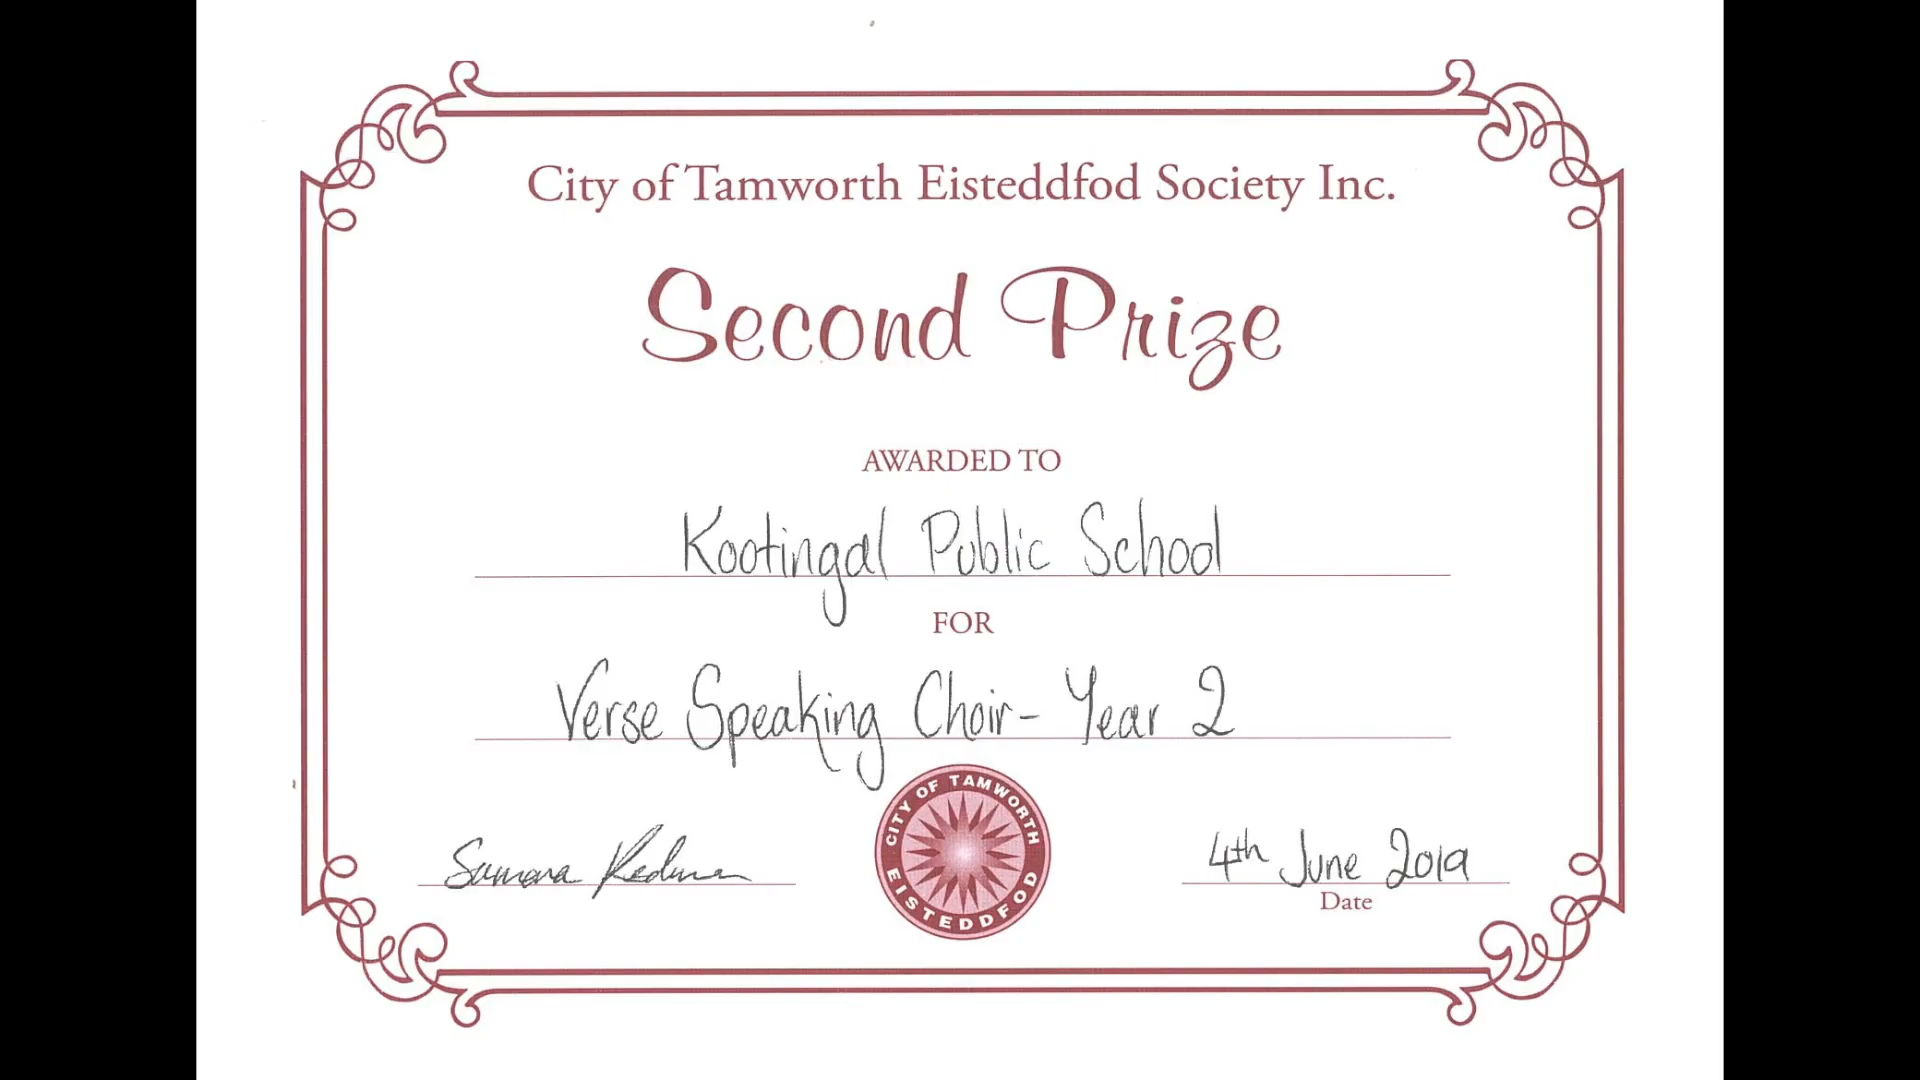 City of Tamworth Eisteddfod Society Inc.
Second Prize
AWARDED TO
Kootingal Public School
FOR
Verse Speaking Choir - Year 2
CITY OF TAMWORTH
EISTEDDFOD
4th June 2019
Date